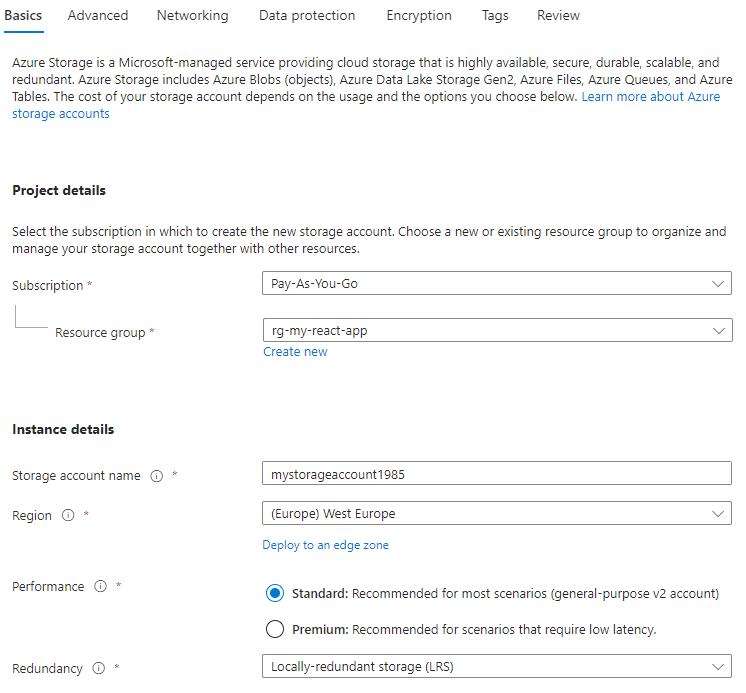 Basics Advanced Networking Data protection Encryption Tags Review
Azure Storage is a Microsoft-managed service providing cloud storage that is highly available, secure, durable, scalable, and
redundant. Azure Storage includes Azure Blobs (objects), Azure Data Lake Storage Gen2, Azure Files, Azure Queues, and Azure
Tables. The cost of your storage account depends on the usage and the options you choose below. Learn more about Azure
storage accounts
Project details
Select the subscription in which to create the new storage account. Choose a new or existing resource group to organize and
manage your storage account together with other resources.
Subscription * Pay-As-You-Go
Resource group * rg-my-react-app
Create new
Instance details
Storage account name * mystorageaccount1985
Region * (Europe) West Europe
Deploy to an edge zone
Performance * Standard: Recommended for most scenarios (general-purpose v2 account)
Premium: Recommended for scenarios that require low latency.
Redundancy * Locally-redundant storage (LRS)